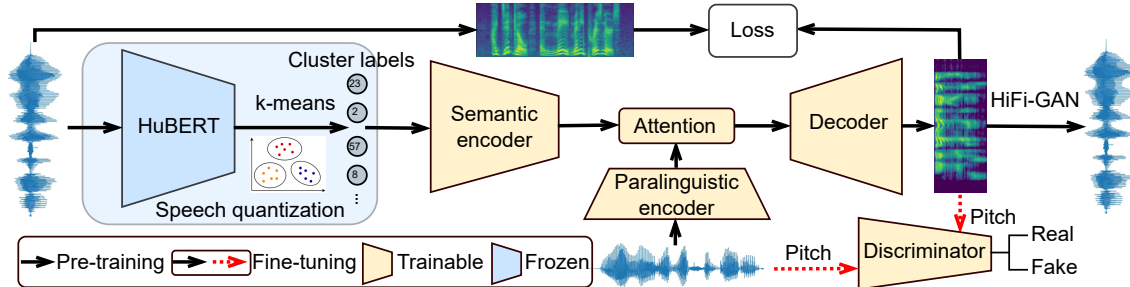 Loss
Cluster labels
23
k-means
2
HuBERT
57
8
Speech quantization
Semantic
encoder
Attention
Paralinguistic
encoder
Decoder
HiFi-GAN
Pitch
Pitch
Discriminator
Real
Fake
Pre-training
Fine-tuning
Trainable
Frozen